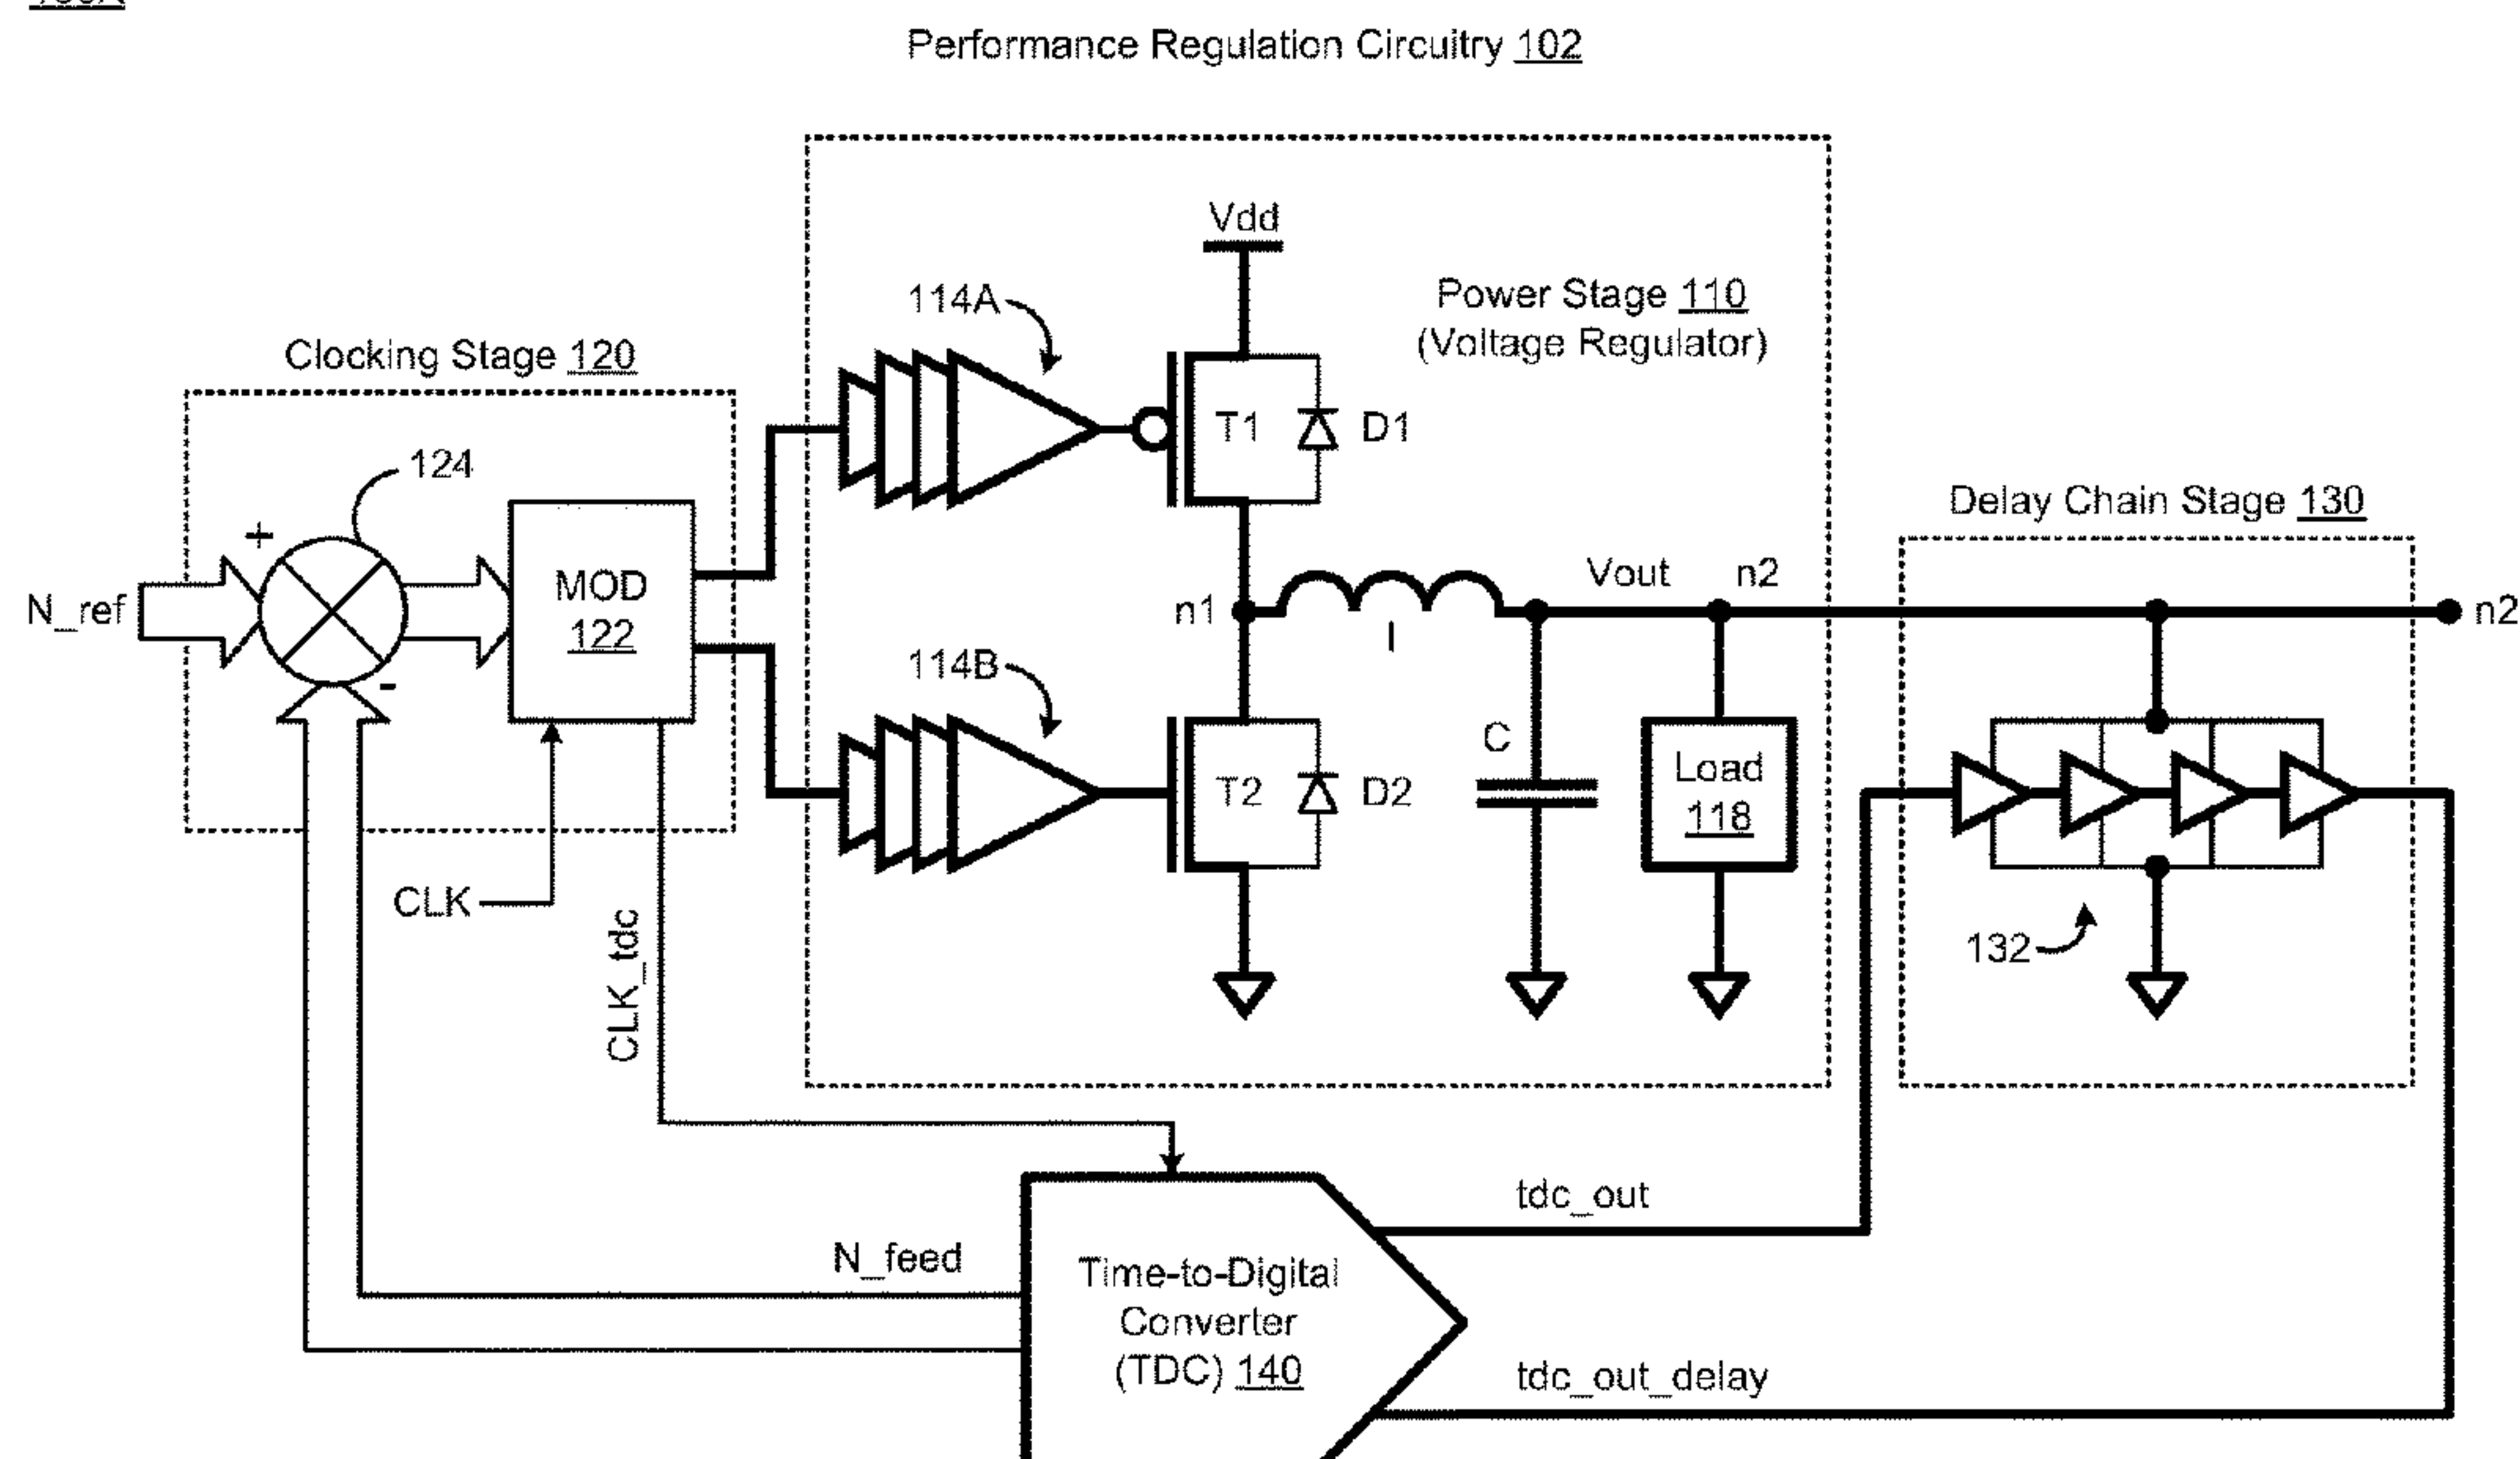 Performance Regulation Circuitry 102
Vdd
114A
Power Stage 110
(Voltage Regulator)
Clocking Stage 120
T1
D1
124
+
Delay Chain Stage 130
N_ref
MOD
122
-
n1
I
Vout
n2
n2
114B
C
T2
D2
Load
118
CLK
CLK_tdc
132
tdc_out
N_feed
Time-to-Digital
Converter
(TDC) 140
tdc_out_delay